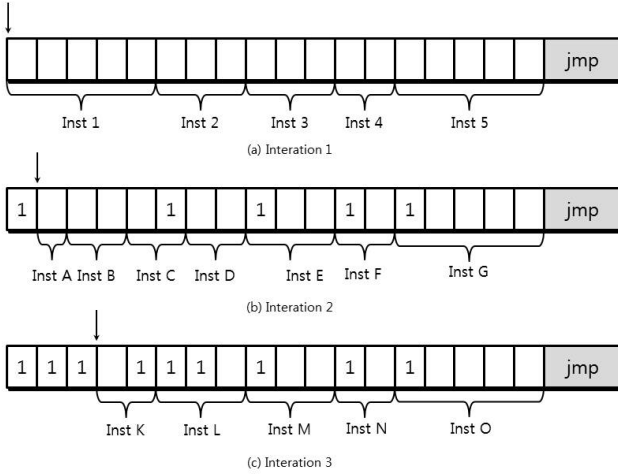 jmp
Inst 1 Inst 2 Inst 3 Inst 4 Inst 5
(a) Interation 1
1 1 1 1 1 jmp
Inst A Inst B Inst C Inst D Inst E Inst F Inst G
(b) Interation 2
1 1 1 1 1 1 1 1 1 jmp
Inst K Inst L Inst M Inst N Inst O
(c) Interation 3